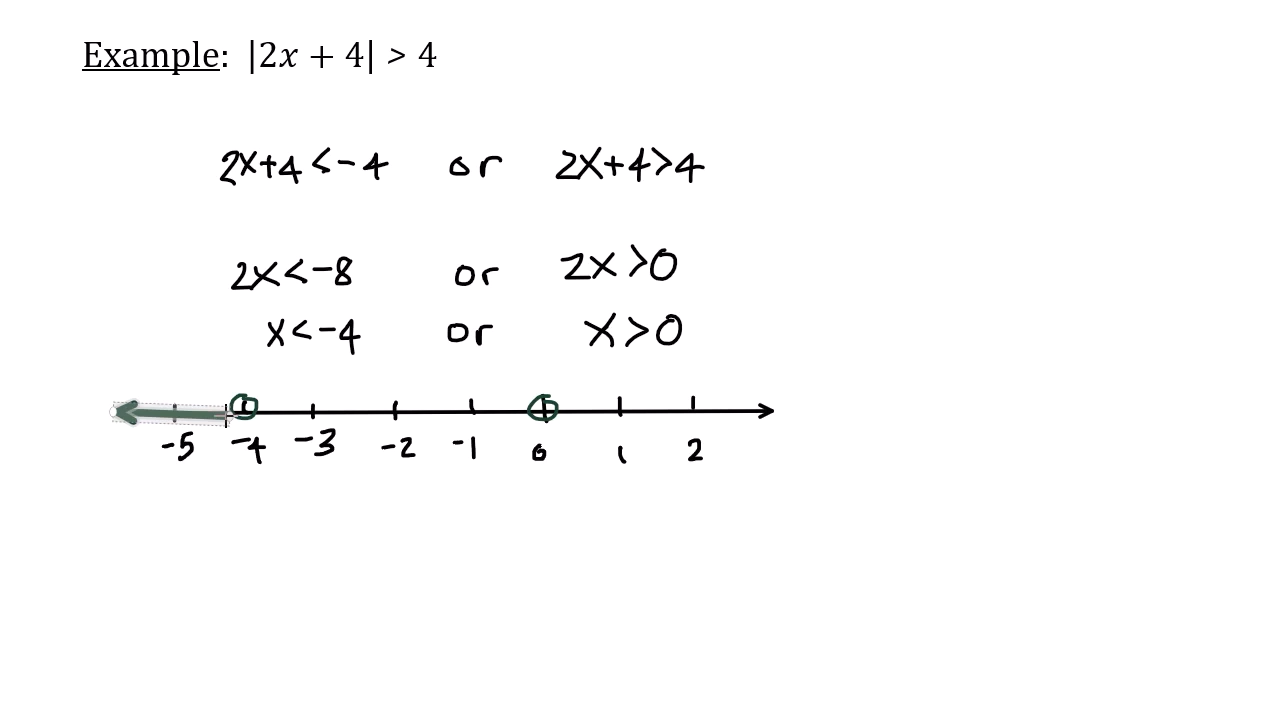 Example: |2x + 4| > 4
2x+4<-4 or 2x+4>4
2x<-8 or 2x>0
x<-4 or x>0
-5 -4 -3 -2 -1 0 1 2